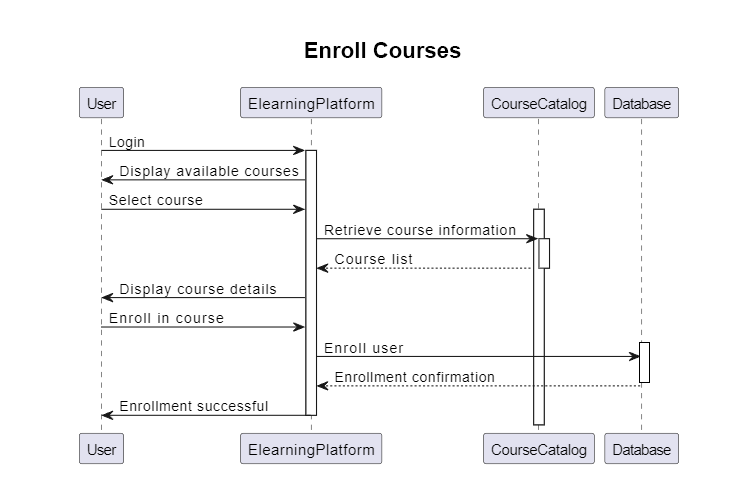 Enroll Courses
User
ElearningPlatform
CourseCatalog
Database
Login
Display available courses
Select course
Retrieve course information
Course list
Display course details
Enroll in course
Enroll user
Enrollment confirmation
Enrollment successful
User
ElearningPlatform
CourseCatalog
Database